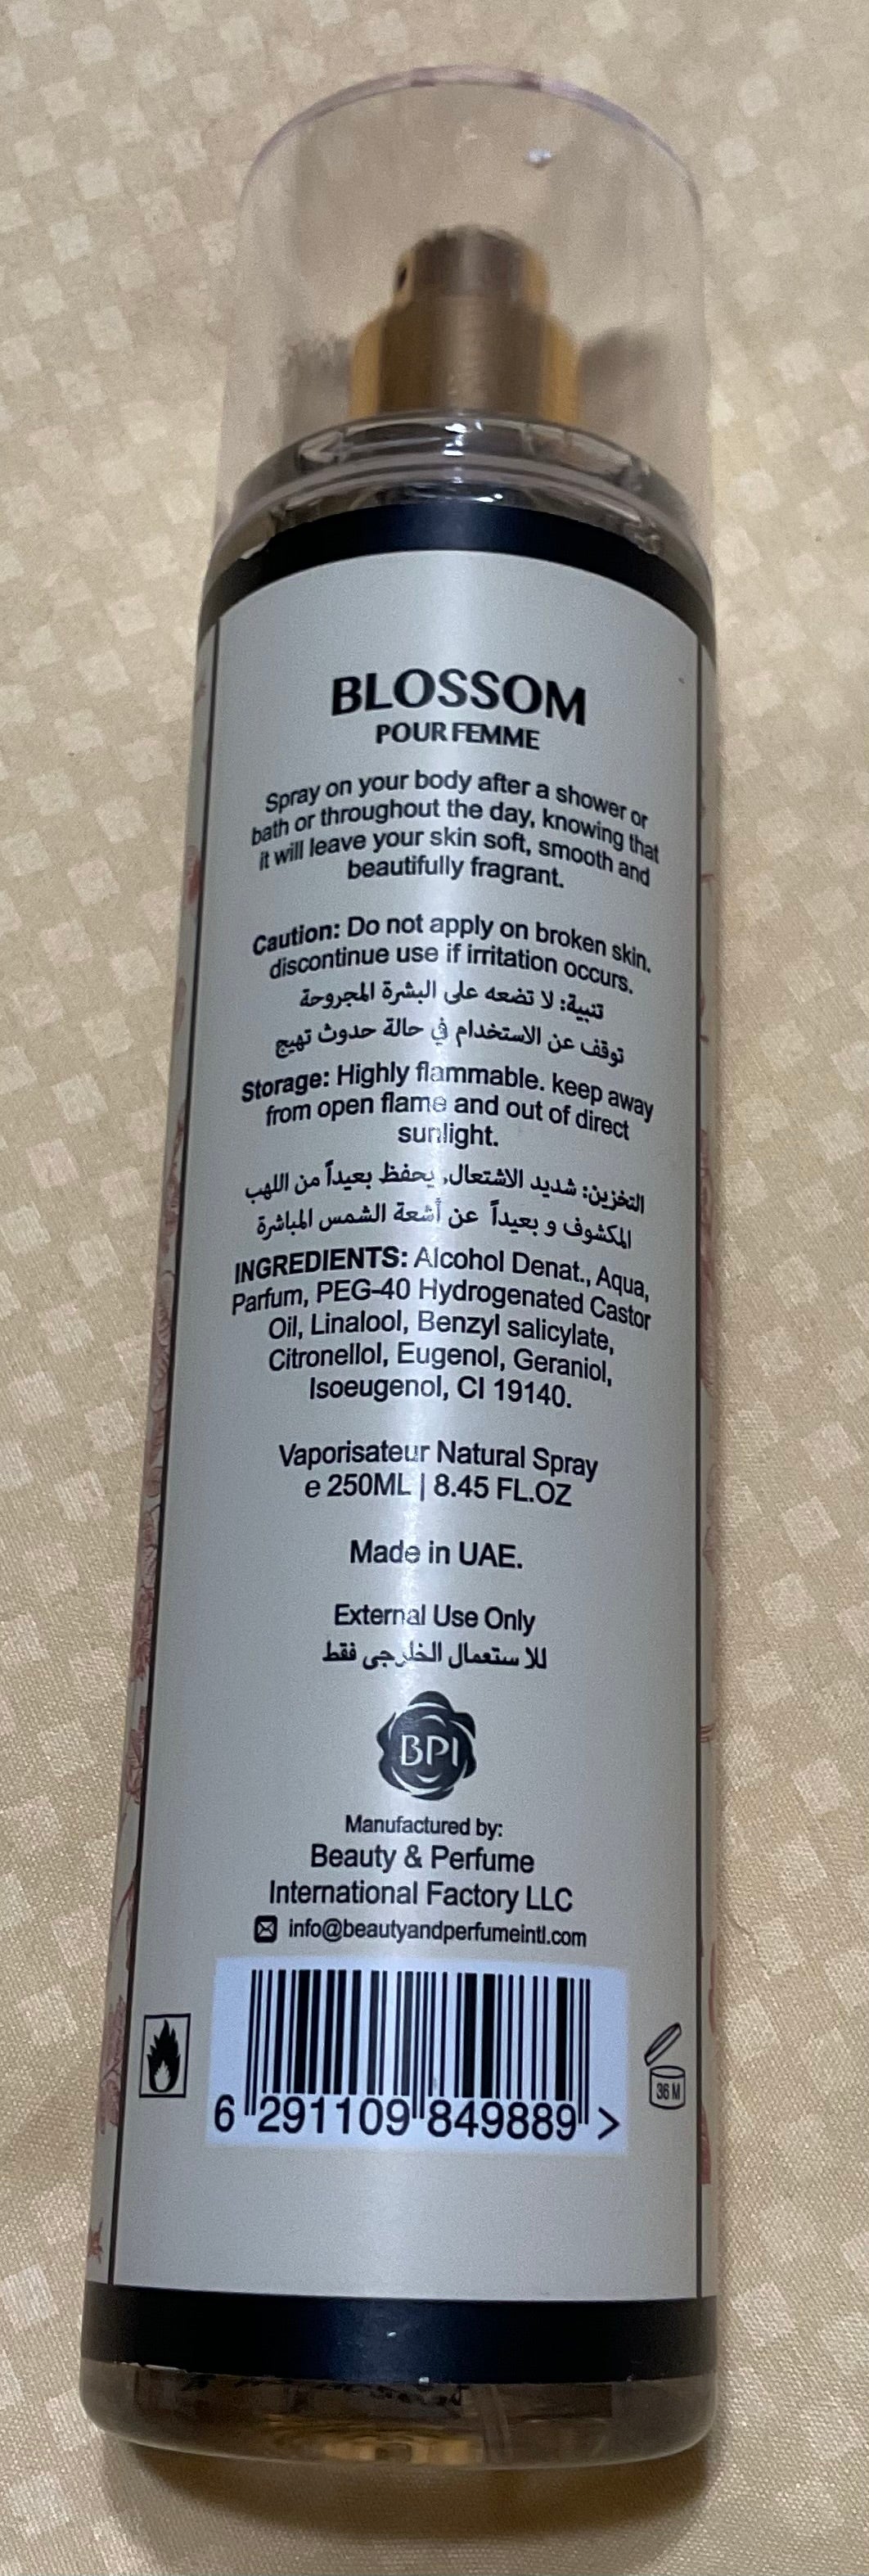 BLOSSOM
POUR FEMME
Spray on your body after a shower or
bath or throughout the day, knowing that
it will leave your skin soft, smooth and
beautifully fragrant.
Caution: Do not apply on broken skin.
discontinue use if irritation occurs.
تنبية: لا تضعه على البشرة المجروحة
توقف عن الاستخدام في حالة حدوث تهيج
Storage: Highly flammable. keep away
from open flame and out of direct
sunlight.
التخزين: شديد الاشتعال, يحفظ بعيداً من اللهب
المكشوف و بعيداً عن أشعة الشمس المباشرة
INGREDIENTS: Alcohol Denat., Aqua,
Parfum, PEG-40 Hydrogenated Castor
Oil, Linalool, Benzyl salicylate,
Citronellol, Eugenol, Geraniol,
Isoeugenol, CI 19140.
Vaporisateur Natural Spray
e 250ML | 8.45 FL.OZ
Made in UAE.
External Use Only
للا ستعمال الخارجى فقط
BPI
Manufactured by:
Beauty & Perfume
International Factory LLC
info@beautyandperfumeintl.com
36 M
6 291109 849889 >